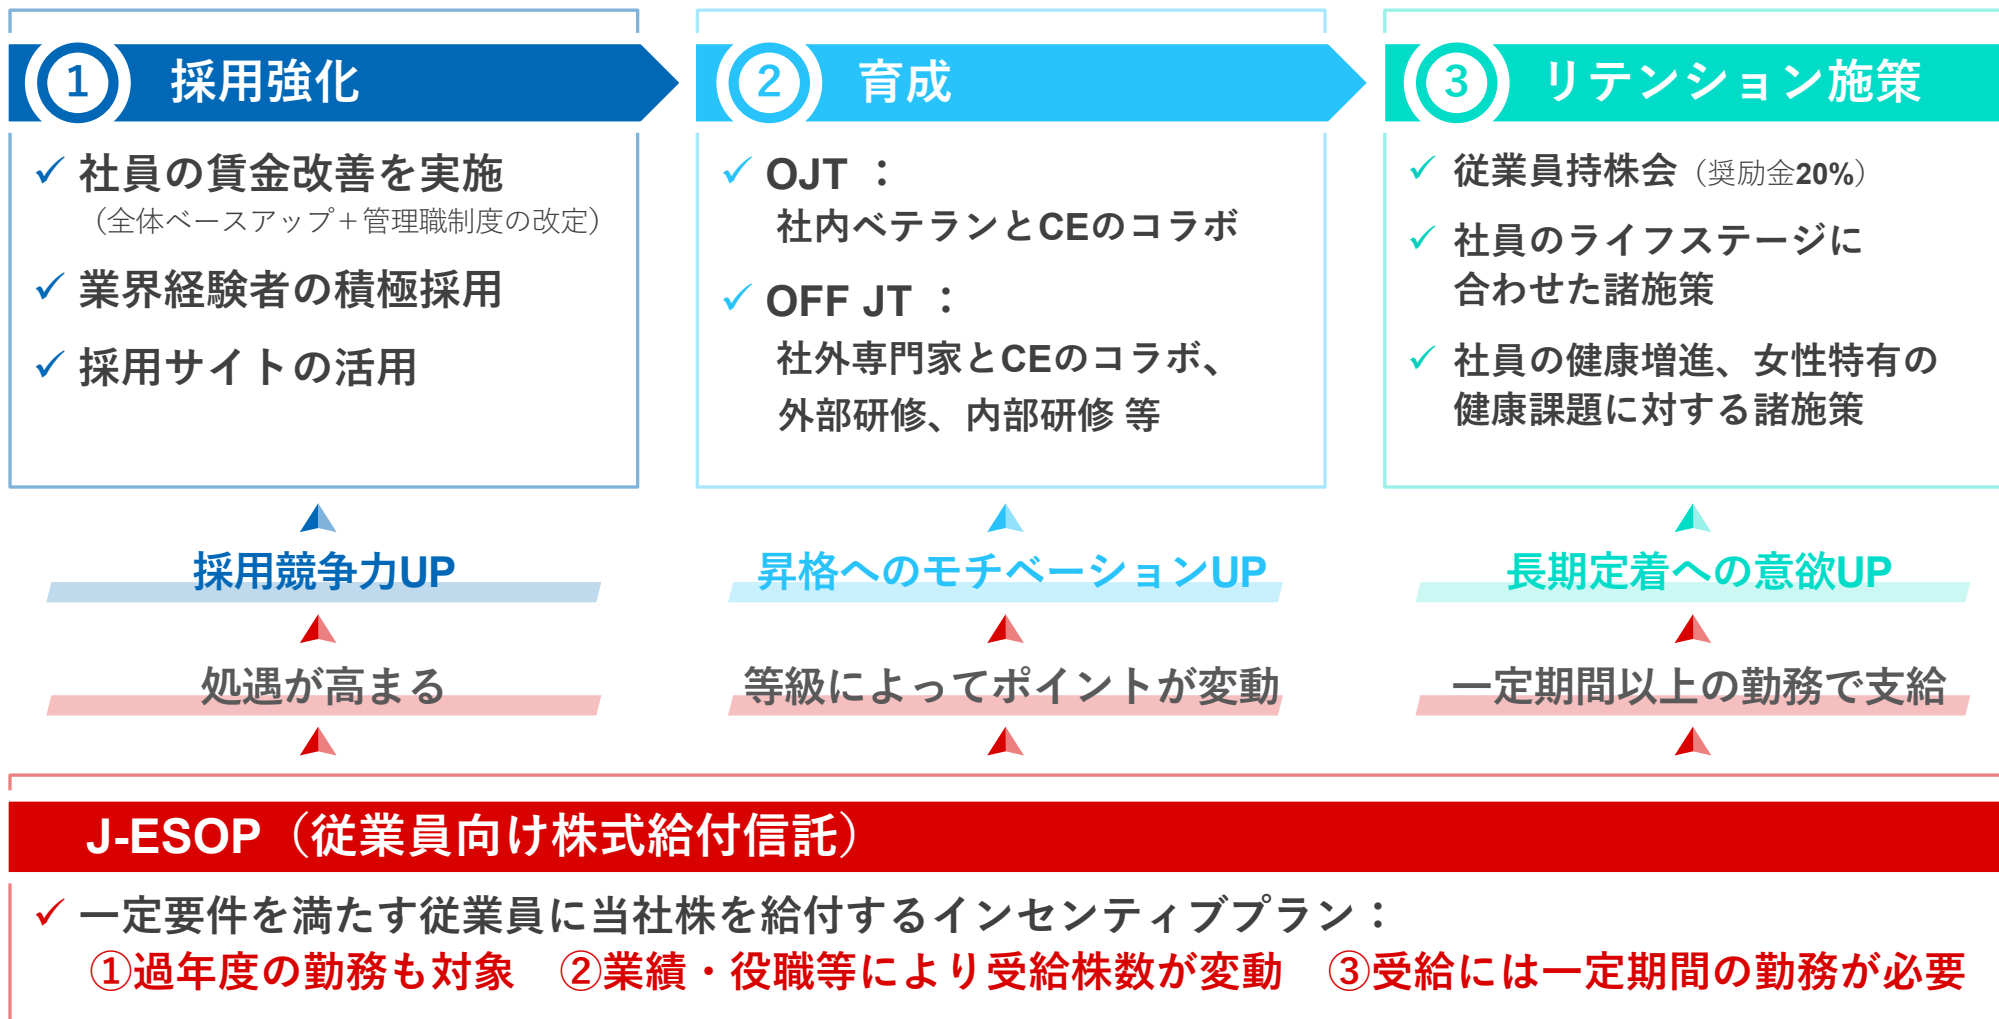 ① 採用強化
✓ 社員の賃金改善を実施
（全体ベースアップ＋管理職制度の改定）
✓ 業界経験者の積極採用
✓ 採用サイトの活用
② 育成
✓ OJT ：
社内ベテランとCEのコラボ
✓ OFF JT ：
社外専門家とCEのコラボ、
外部研修、内部研修 等
③ リテンション施策
✓ 従業員持株会（奨励金20%）
✓ 社員のライフステージに
合わせた諸施策
✓ 社員の健康増進、女性特有の
健康課題に対する諸施策
採用競争力UP
昇格へのモチベーションUP
長期定着への意欲UP
処遇が高まる
等級によってポイントが変動
一定期間以上の勤務で支給
J-ESOP（従業員向け株式給付信託）
✓ 一定要件を満たす従業員に当社株を給付するインセンティブプラン：
①過年度の勤務も対象 ②業績・役職等により受給株数が変動 ③受給には一定期間の勤務が必要